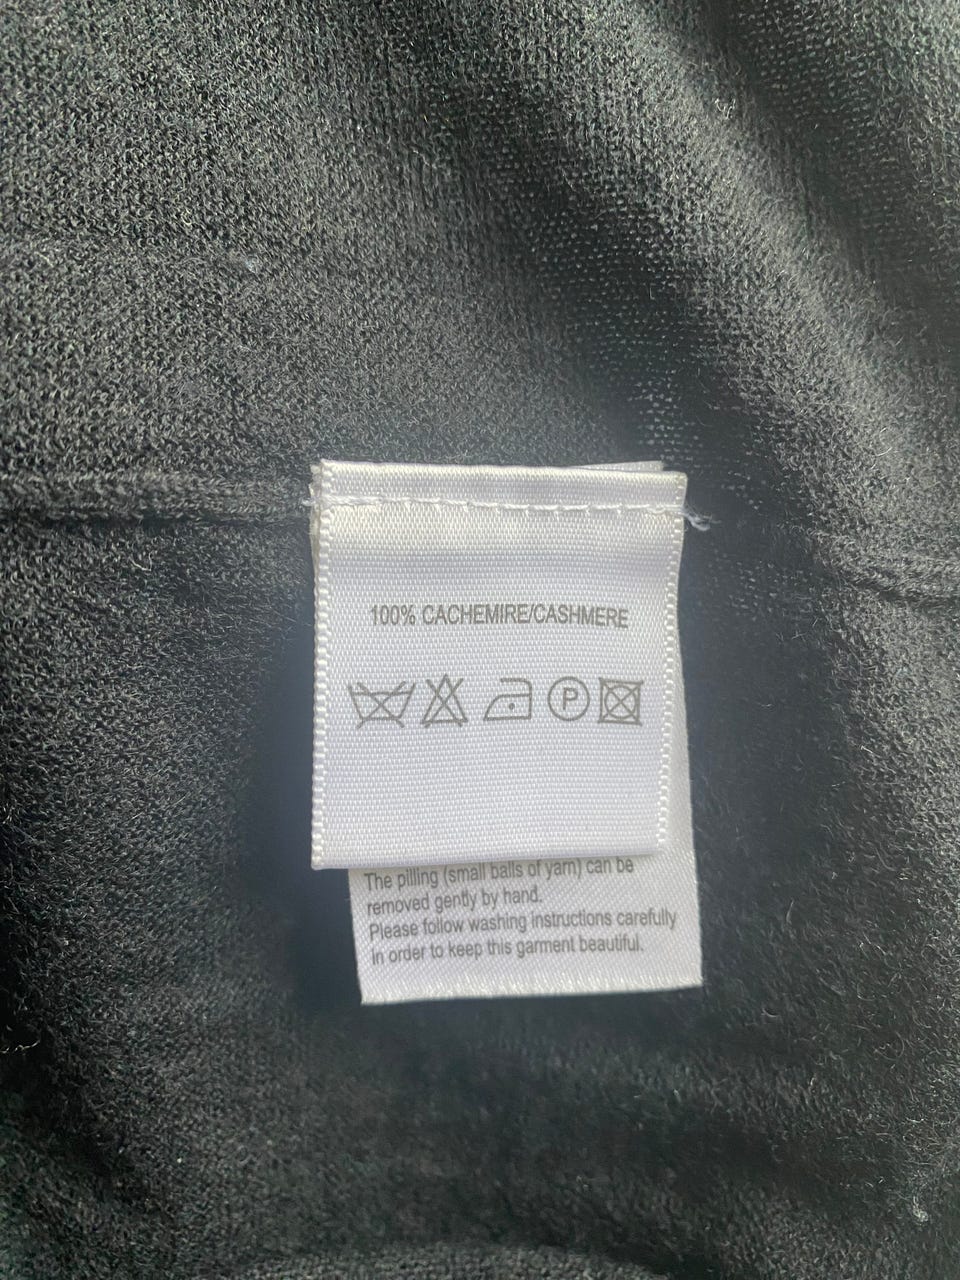 100% CACHEMIRE/CASHMERE
P
The pilling (small balls of yarn) can be
removed gently by hand.
Please follow washing instructions carefully
in order to keep this garment beautiful.